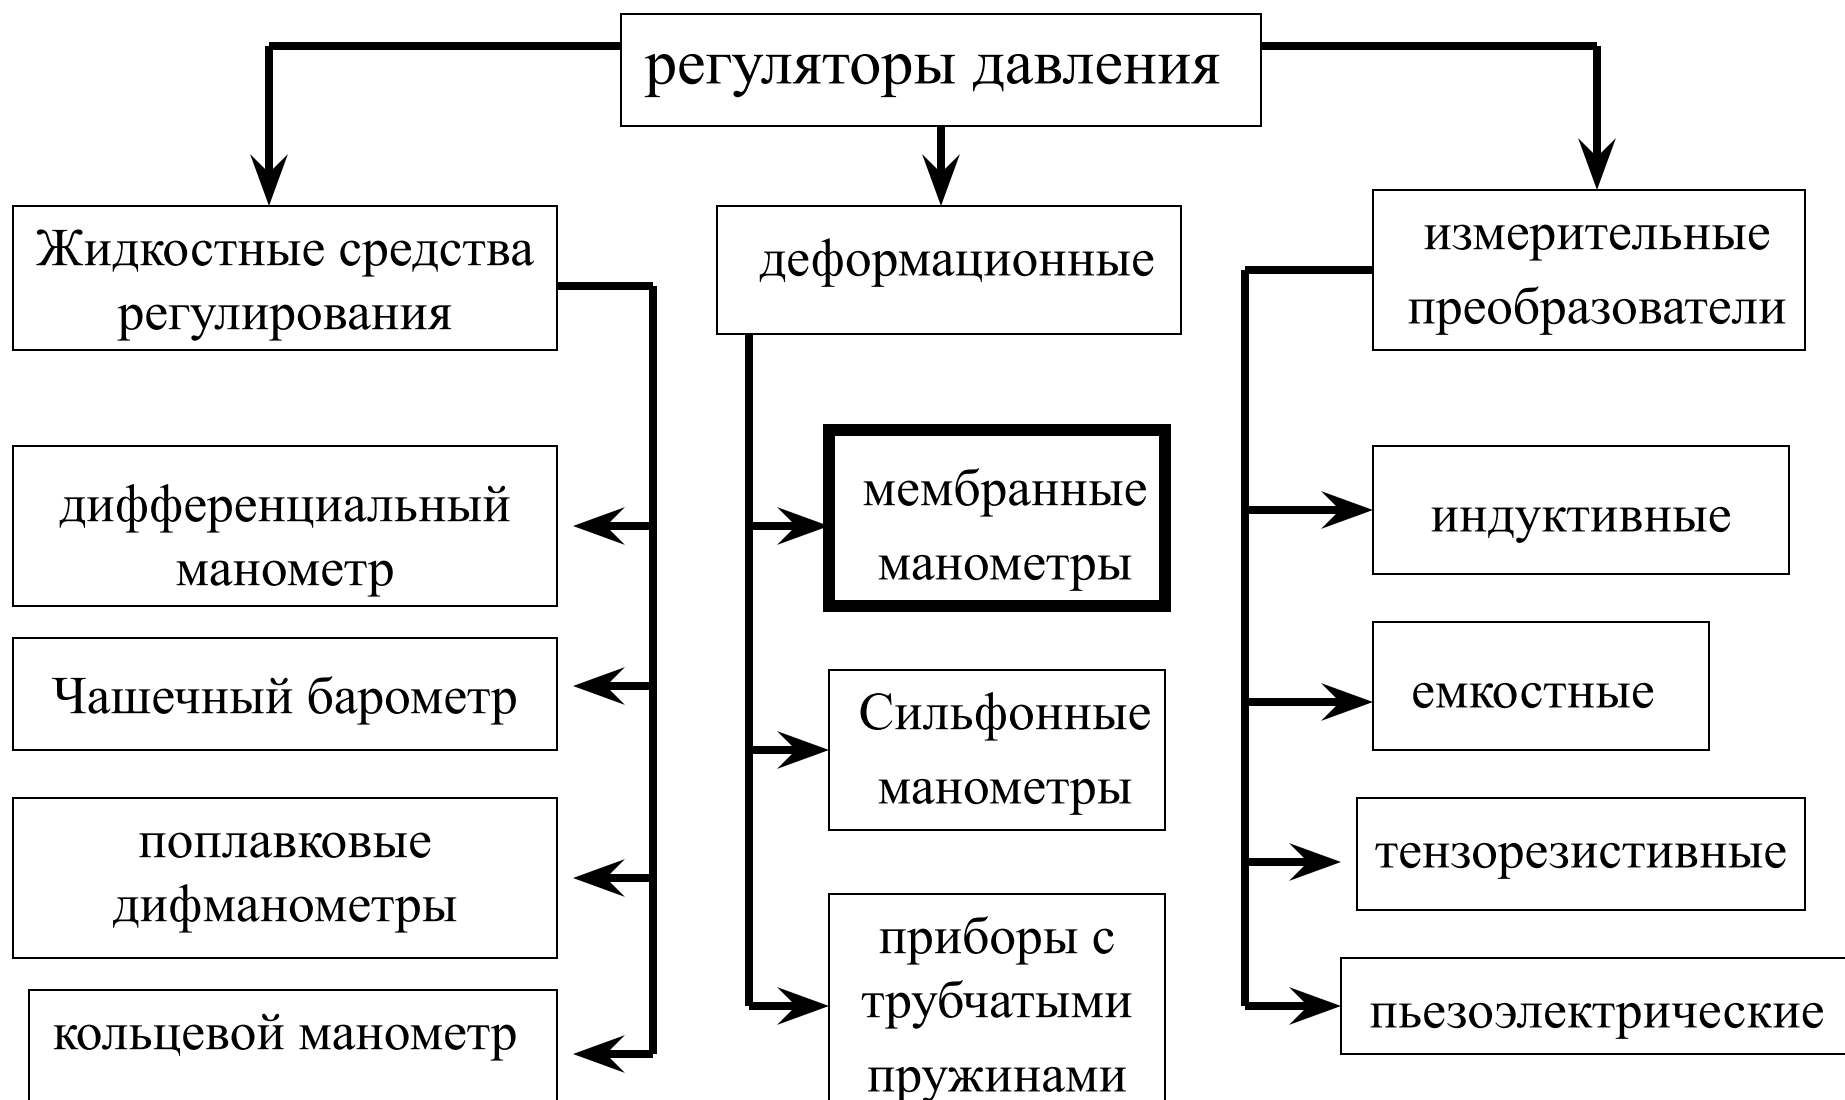 регуляторы давления
Жидкостные средства
регулирования
деформационные
измерительные
преобразователи
дифференциальный
манометр
Чашечный барометр
поплавковые
дифманометры
кольцевой манометр
мембранные
манометры
Сильфонные
манометры
приборы с
трубчатыми
пружинами
индуктивные
емкостные
тензорезистивные
пьезоэлектрические